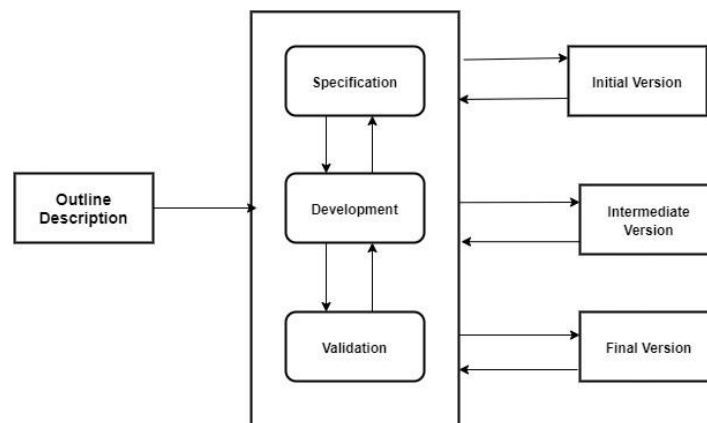 Specification
Initial Version
Outline
Description
Development
Intermediate
Version
Validation
Final Version